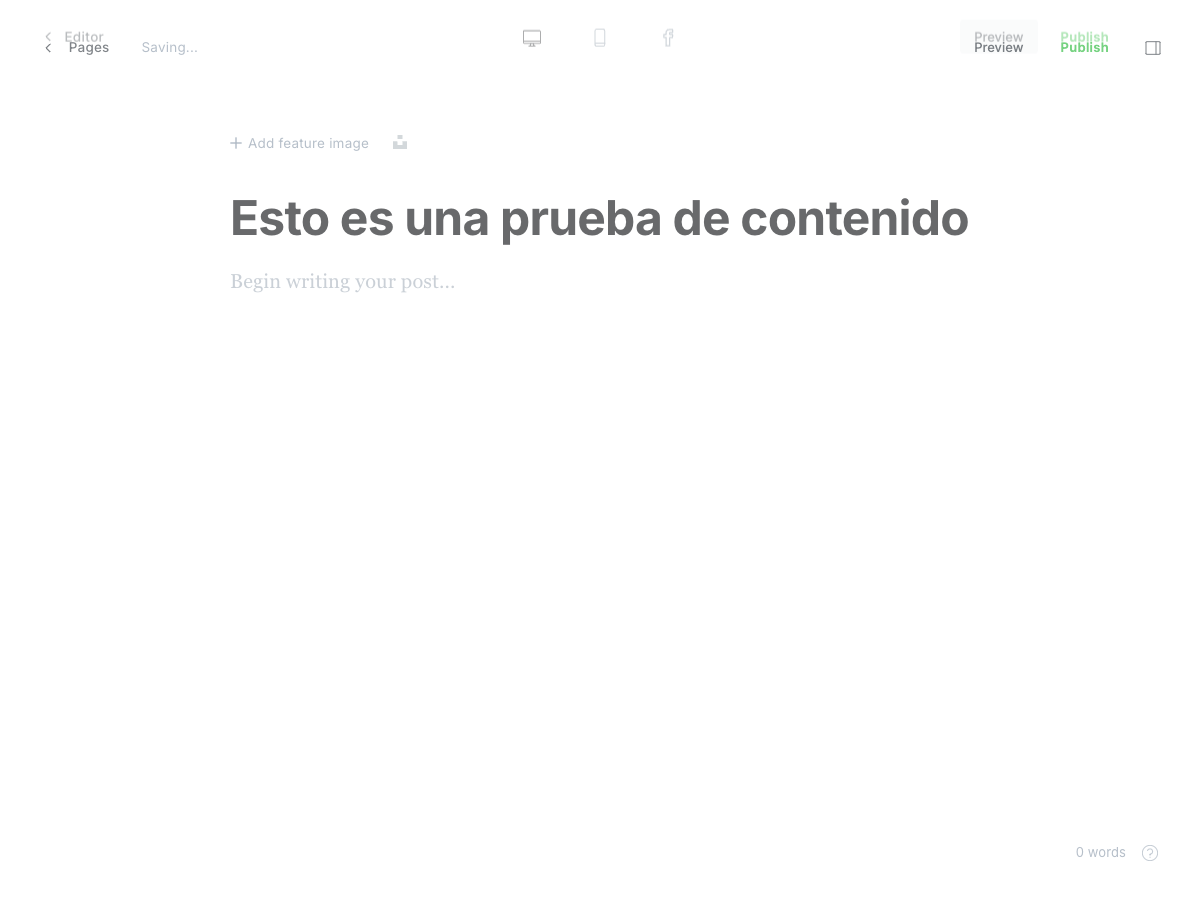 Editor
Pages
Saving...
Preview
Publish
Preview
Publish
Add feature image
Esto es una prueba de contenido
Begin writing your post...
0 words